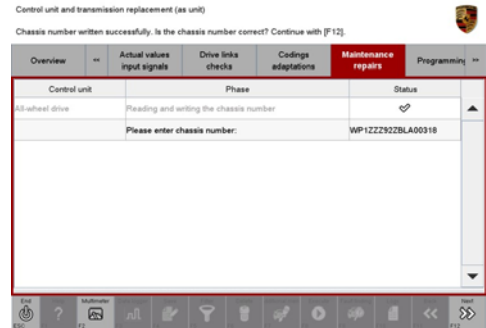 Control unit and transmission replacement (as unit)
Chassis number written successfully. Is the chassis number correct? Continue with [F12].
Overview
<<
Actual values
input signals
Drive links
checks
Codings
adaptations
Maintenance
repairs
Programming
>>
Control unit
Phase
Status
All-wheel drive
Reading and writing the chassis number
Please enter chassis number:
WP1ZZZ92ZBLA00318
End
Multimeter
Next
ESC
F2
F12